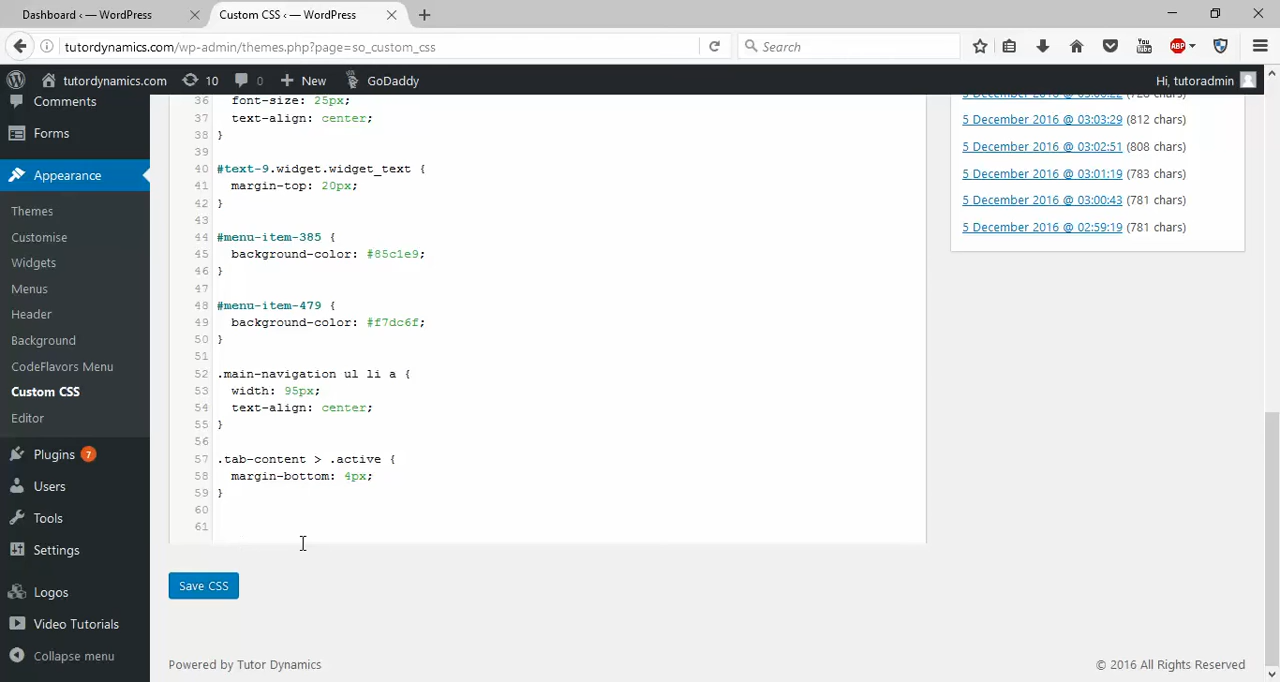 Dashboard ‹ — WordPress
Custom CSS ‹ — WordPress
tutordynamics.com/wp-admin/themes.php?page=so_custom_css
Search
You Tube
ABP
tutordynamics.com
10
0
New
GoDaddy
Hi, tutoradmin
Comments
Forms
Appearance
Themes
Customise
Widgets
Menus
Header
Background
CodeFlavors Menu
Custom CSS
Editor
Plugins 7
Users
Tools
Settings
Logos
Video Tutorials
Collapse menu
36 font-size: 25px;
37 text-align: center;
38 }
39
40 #text-9.widget.widget_text {
41 margin-top: 20px;
42 }
43
44 #menu-item-385 {
45 background-color: #85c1e9;
46 }
47
48 #menu-item-479 {
49 background-color: #f7dc6f;
50 }
51
52 .main-navigation ul li a {
53 width: 95px;
54 text-align: center;
55 }
56
57 .tab-content > .active {
58 margin-bottom: 4px;
59 }
60
61
Save CSS
5 December 2016 @ 03:03:29 (812 chars)
5 December 2016 @ 03:02:51 (808 chars)
5 December 2016 @ 03:01:19 (783 chars)
5 December 2016 @ 03:00:43 (781 chars)
5 December 2016 @ 02:59:19 (781 chars)
Powered by Tutor Dynamics
© 2016 All Rights Reserved